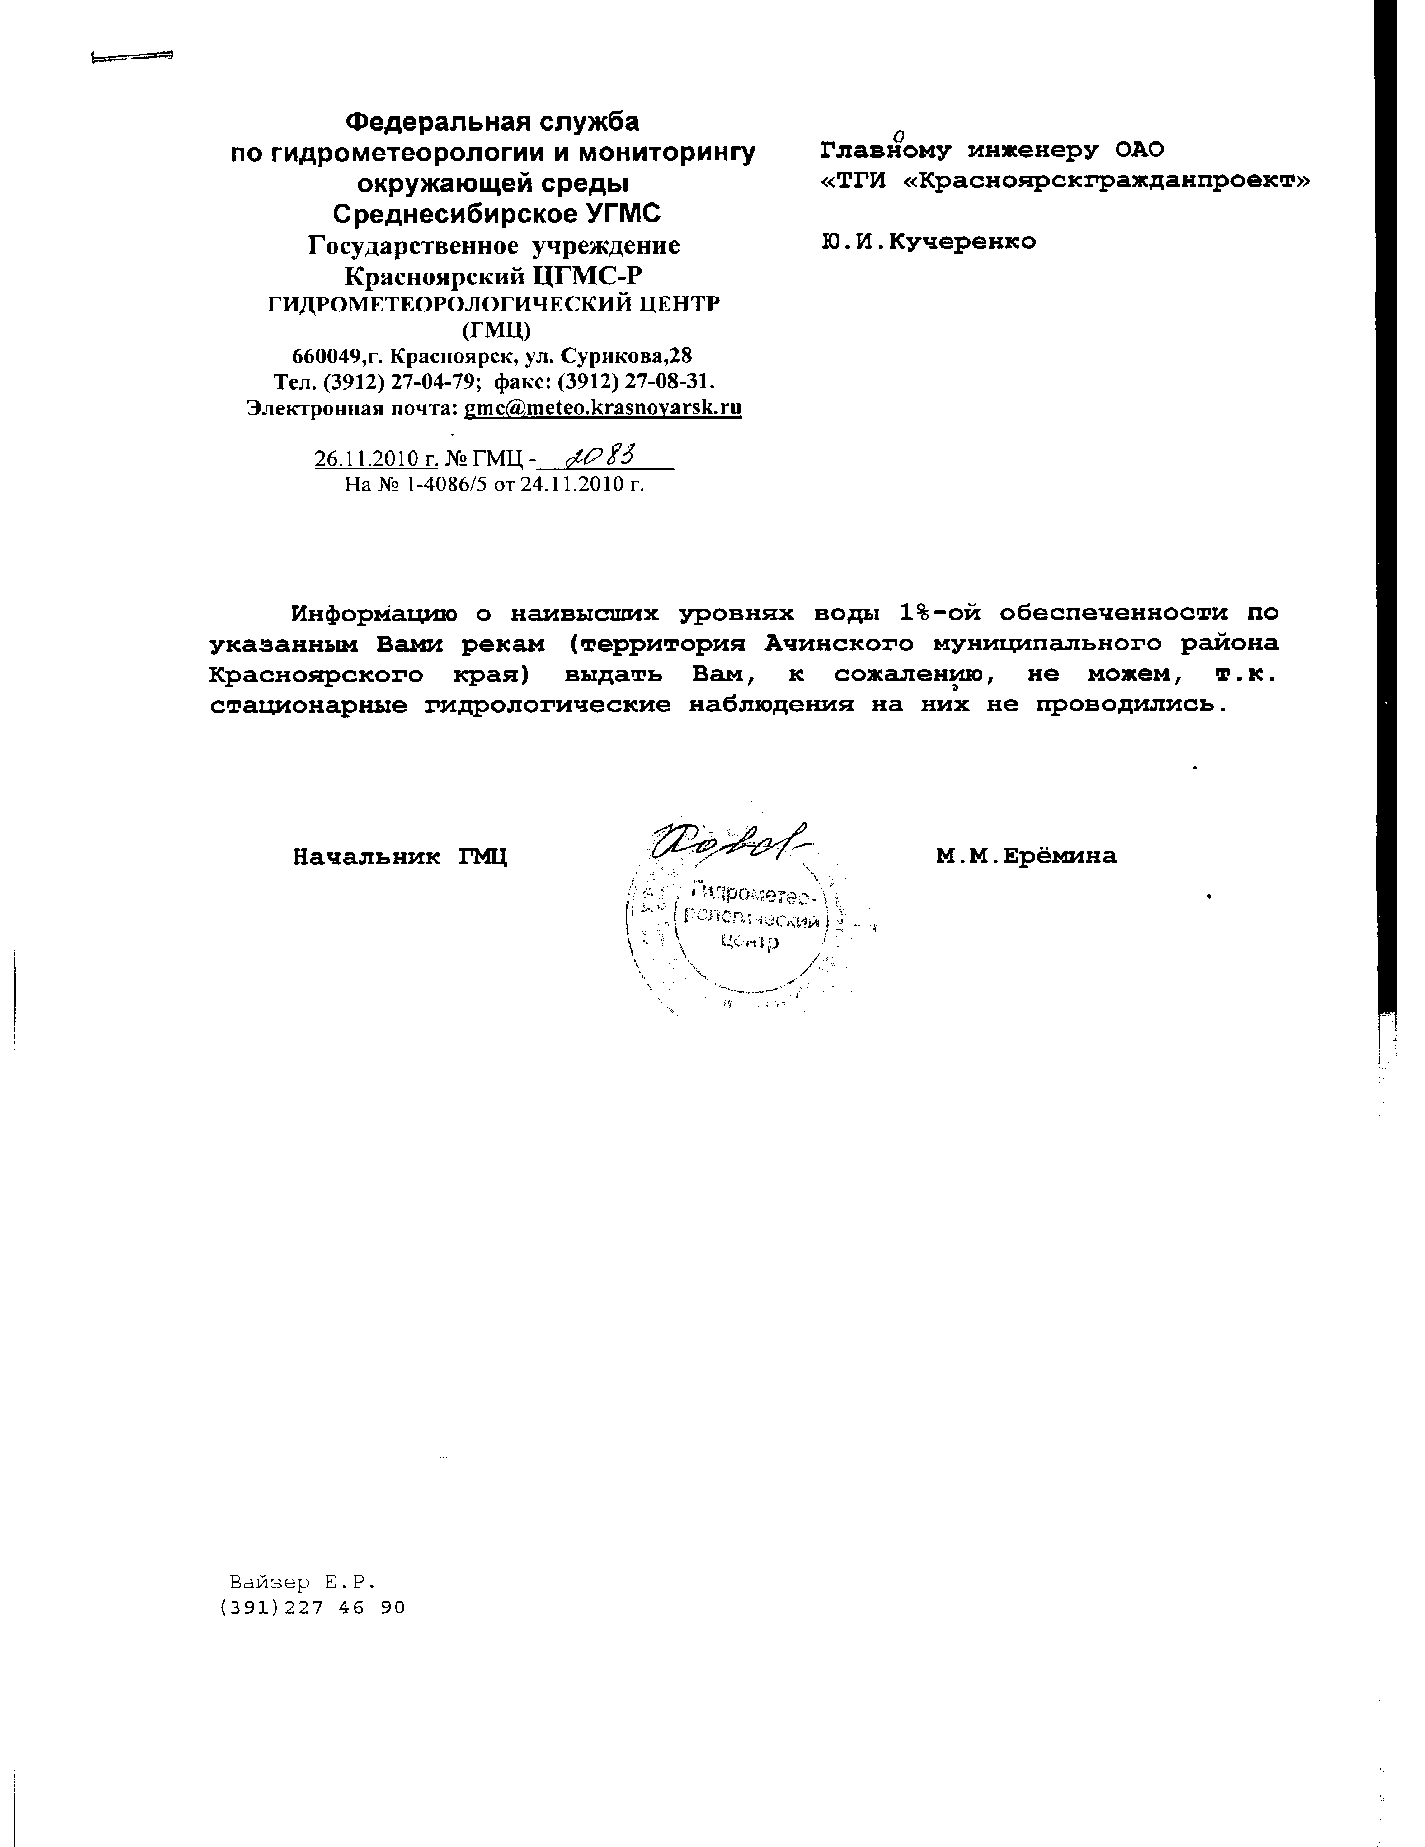 Федеральная служба
по гидрометеорологии и мониторингу
окружающей среды
Среднесибирское УГМС
Государственное учреждение
Красноярский ЦГМС-Р
ГИДРОМЕТЕОРОЛОГИЧЕСКИЙ ЦЕНТР
(ГМЦ)
660049,г. Красноярск, ул. Сурикова,28
Тел. (3912) 27-04-79; факс: (3912) 27-08-31.
Электронная почта: gmc@meteo.krasnoyarsk.ru
26.11.2010 г. № ГМЦ - 2083
На № 1-4086/5 от 24.11.2010 г.
Главному инженеру ОАО
«ТГИ «Красноярскгражданпроект»
Ю.И.Кучеренко
Информацию о наивысших уровнях воды 1%-ой обеспеченности по
указанным Вами рекам (территория Ачинского муниципального района
Красноярского края) выдать Вам, к сожалению, не можем, т.к.
стационарные гидрологические наблюдения на них не проводились.
Начальник ГМЦ
М.М.Ерёмина
Гидрометео-
рологический
центр
Вайзер Е.Р.
(391)227 46 90